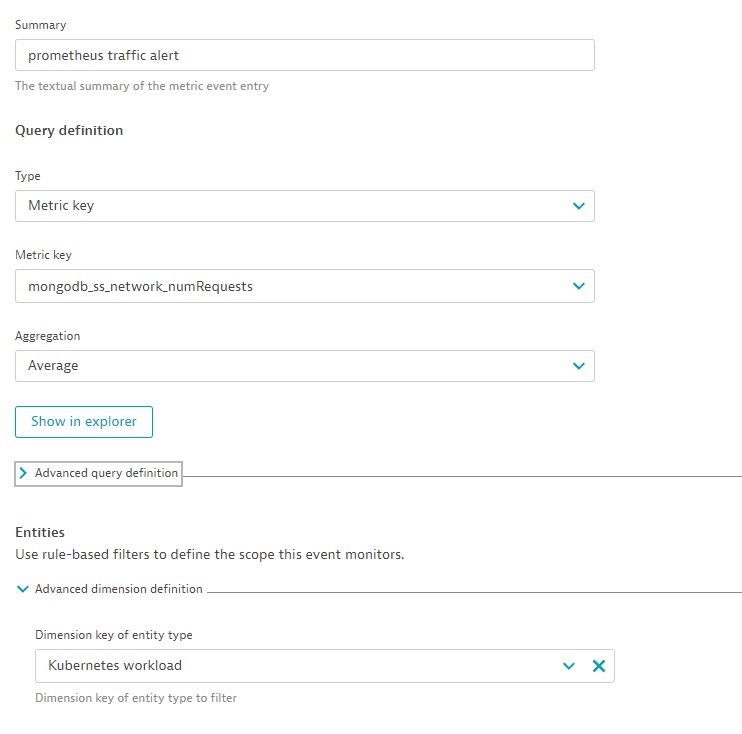 Summary
prometheus traffic alert
The textual summary of the metric event entry
Query definition
Type
Metric key
Metric key
mongodb_ss_network_numRequests
Aggregation
Average
Show in explorer
Advanced query definition
Entities
Use rule-based filters to define the scope this event monitors.
Advanced dimension definition
Dimension key of entity type
Kubernetes workload
Dimension key of entity type to filter